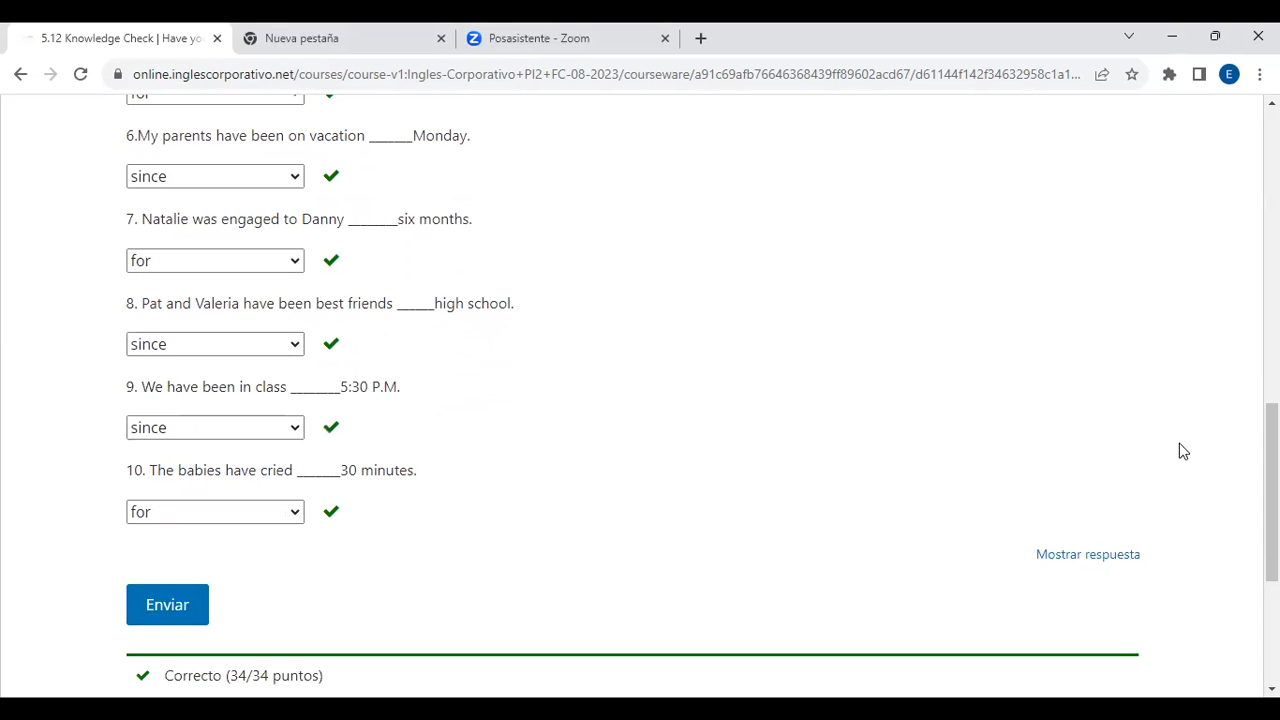 5.12 Knowledge Check | Have yo
Nueva pestaña
Posasistente - Zoom
online.inglescorporativo.net/courses/course-v1:Ingles-Corporativo+PI2+FC-08-2023/courseware/a91c69afb76646368439ff89602acd67/d61144f142f34632958c1a1...
E
for
6.My parents have been on vacation ______Monday.
since
7. Natalie was engaged to Danny _______six months.
for
8. Pat and Valeria have been best friends _____high school.
since
9. We have been in class _______5:30 P.M.
since
10. The babies have cried ______30 minutes.
for
Mostrar respuesta
Enviar
Correcto (34/34 puntos)